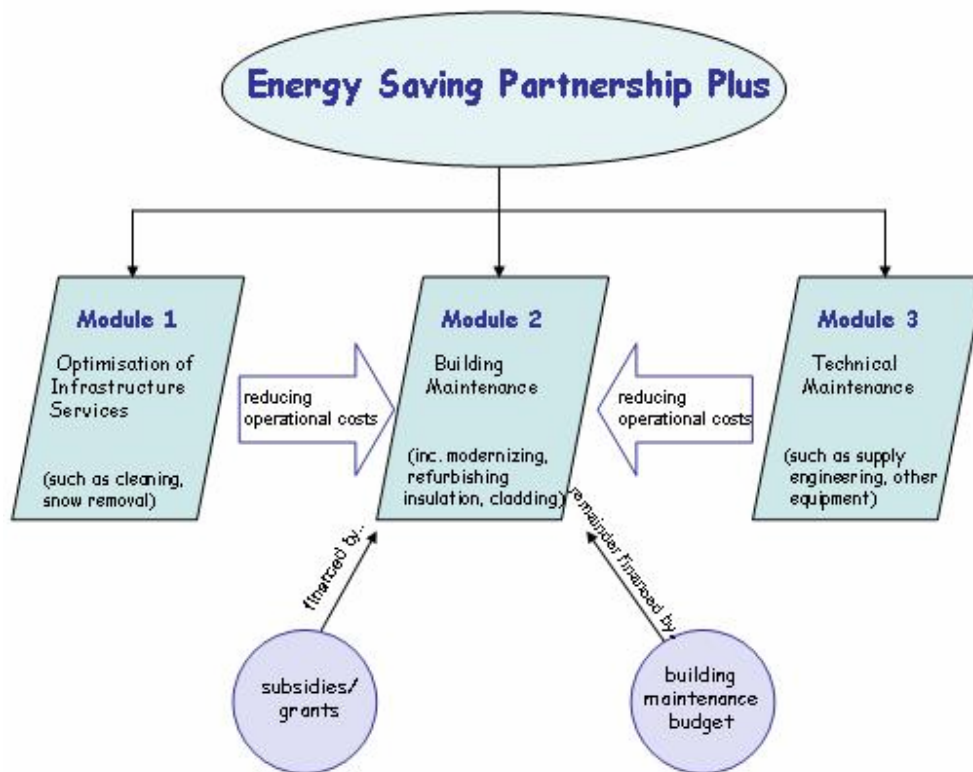 Energy Saving Partnership Plus
Module 1
Optimisation of
Infrastructure
Services
(such as cleaning,
snow removal)
reducing
operational costs
Module 2
Building
Maintenance
(inc. modernizing,
refurbishing
insulation, cladding)
reducing
operational costs
Module 3
Technical
Maintenance
(such as supply
engineering, other
equipment)
financed by..
remainder financed by..
subsidies/
grants
building
maintenance
budget